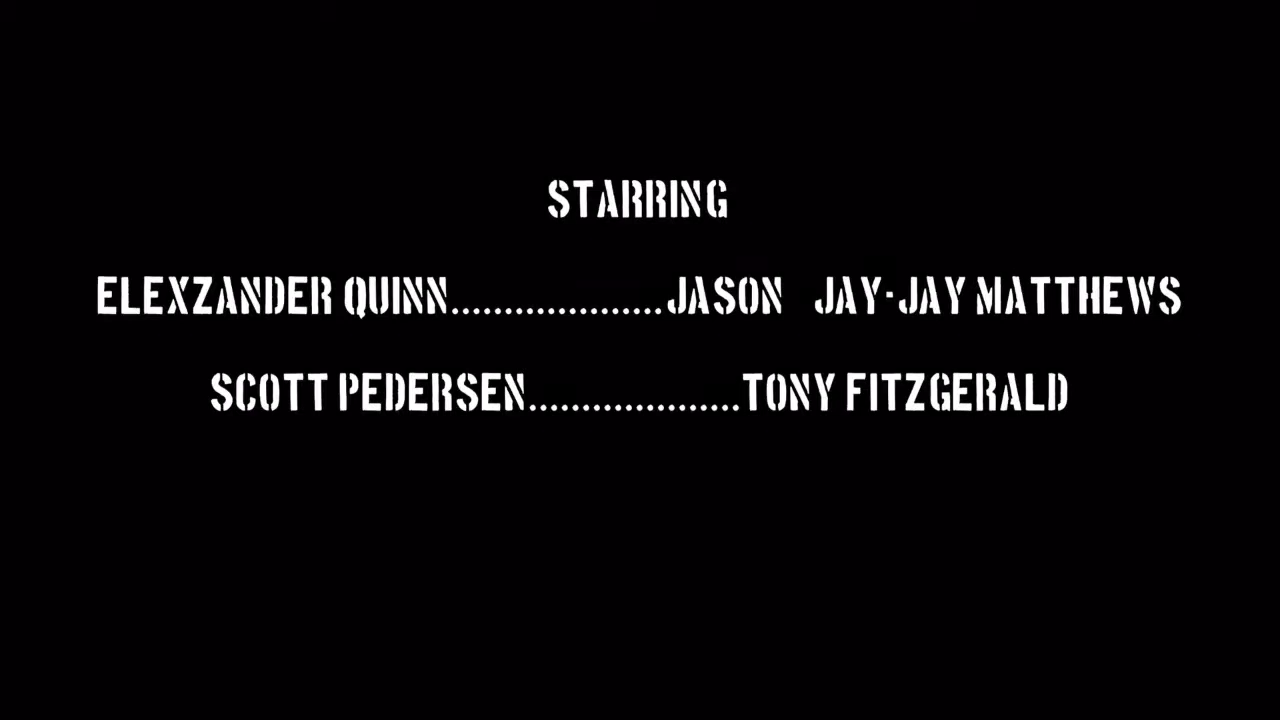 STARRING
ELEXZANDER QUINN....................JASON JAY-JAY MATTHEWS
SCOTT PEDERSEN....................TONY FITZGERALD